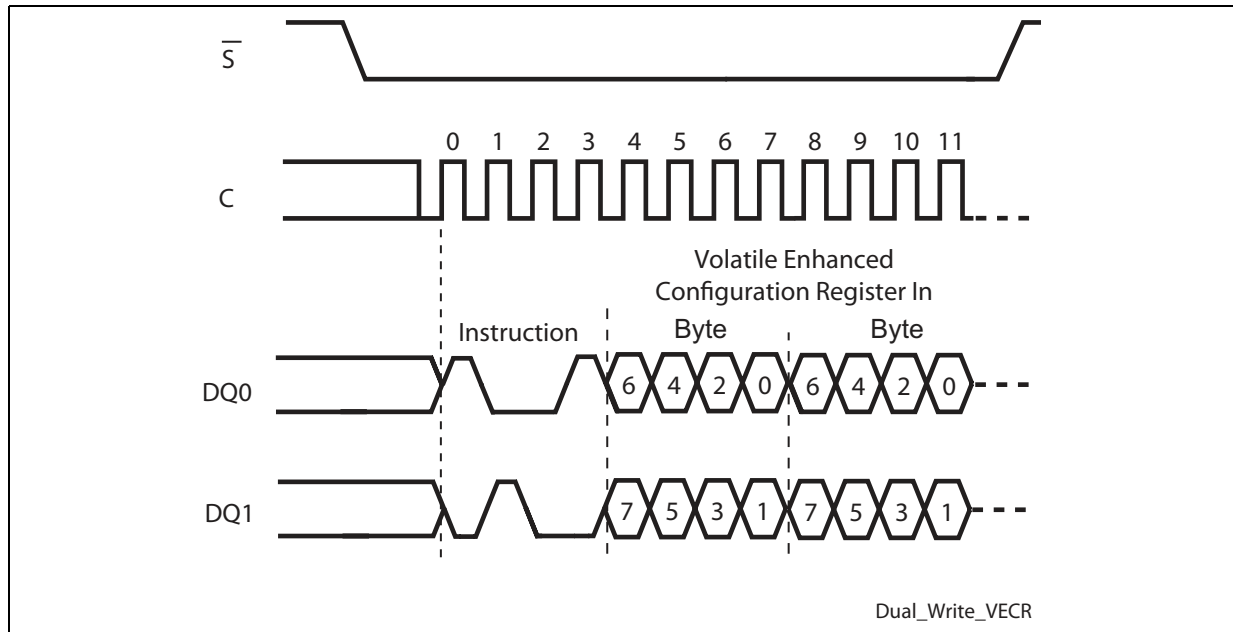 S
0 1 2 3 4 5 6 7 8 9 10 11
C
Volatile Enhanced
Configuration Register In
Instruction Byte Byte
DQ0 6 4 2 0 6 4 2 0
DQ1 7 5 3 1 7 5 3 1
Dual_Write_VECR